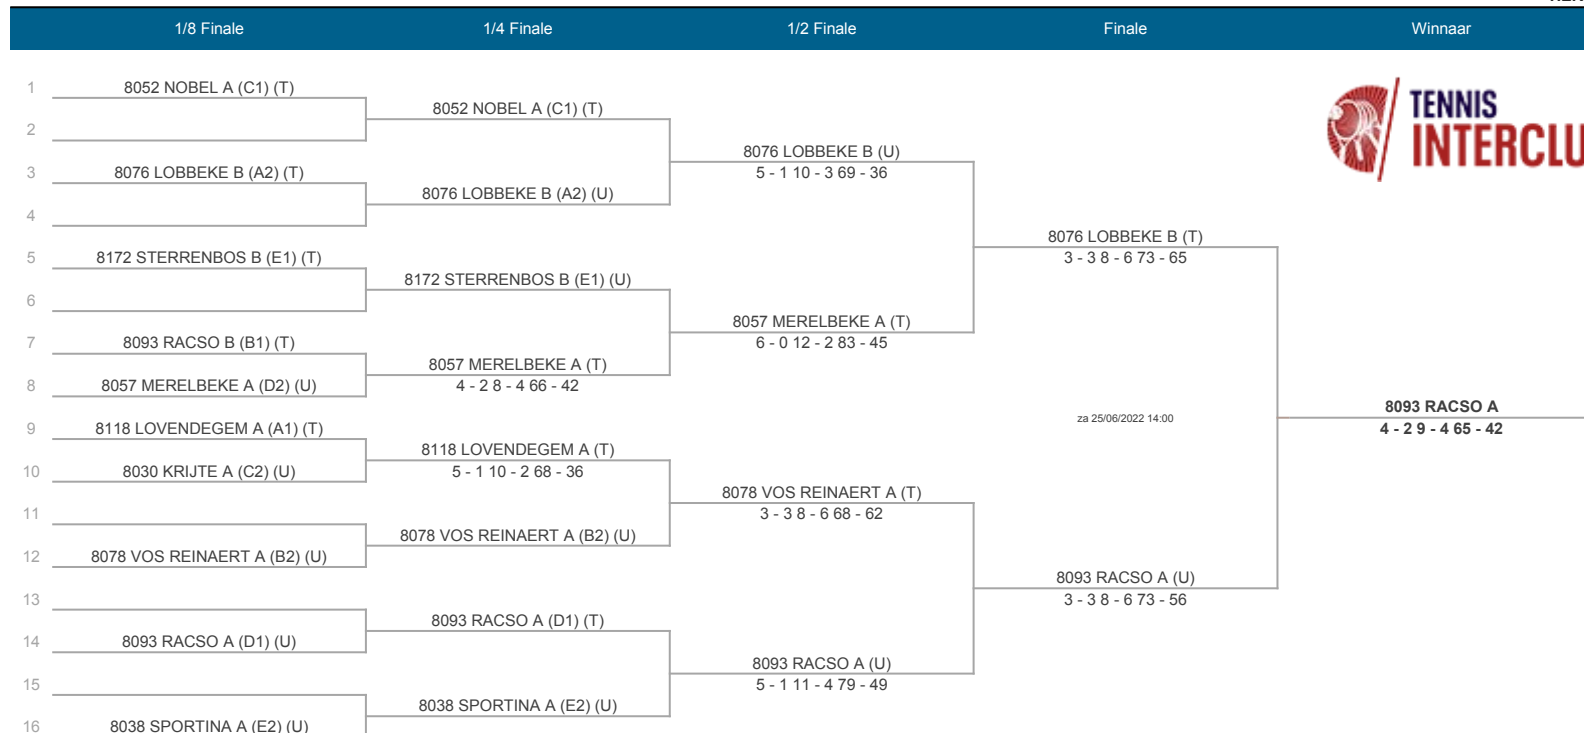 1/8 Finale 1/4 Finale 1/2 Finale Finale Winnaar
TENNIS
INTERCLU
1 8052 NOBEL A (C1) (T)
8052 NOBEL A (C1) (T)
2
8076 LOBBEKE B (U)
5 - 1 10 - 3 69 - 36
3 8076 LOBBEKE B (A2) (T)
8076 LOBBEKE B (A2) (U)
4
8076 LOBBEKE B (T)
3 - 3 8 - 6 73 - 65
5 8172 STERRENBOS B (E1) (T)
8172 STERRENBOS B (E1) (U)
6
8057 MERELBEKE A (T)
6 - 0 12 - 2 83 - 45
7 8093 RACSO B (B1) (T)
8057 MERELBEKE A (T)
4 - 2 8 - 4 66 - 42
8 8057 MERELBEKE A (D2) (U)
za 25/06/2022 14:00
8093 RACSO A
4 - 2 9 - 4 65 - 42
9 8118 LOVENDEGEM A (A1) (T)
8118 LOVENDEGEM A (T)
5 - 1 10 - 2 68 - 36
10 8030 KRIJTE A (C2) (U)
8078 VOS REINAERT A (T)
3 - 3 8 - 6 68 - 62
11
8078 VOS REINAERT A (B2) (U)
12 8078 VOS REINAERT A (B2) (U)
8093 RACSO A (U)
3 - 3 8 - 6 73 - 56
13
8093 RACSO A (D1) (T)
14 8093 RACSO A (D1) (U)
8093 RACSO A (U)
5 - 1 11 - 4 79 - 49
15
8038 SPORTINA A (E2) (U)
16 8038 SPORTINA A (E2) (U)